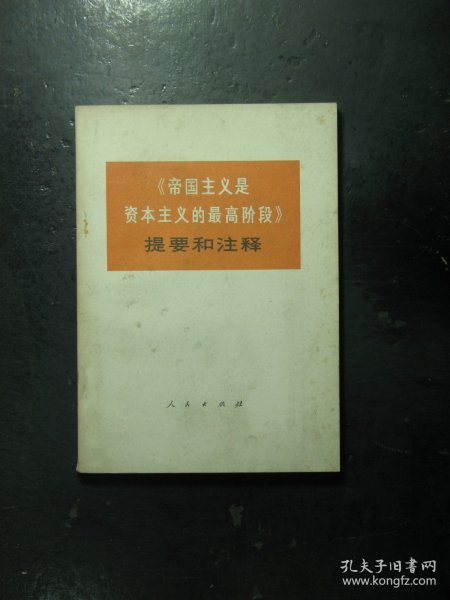 《帝国主义是
资本主义的最高阶段》
提要和注释
人民出版社
孔夫子旧书网
www.kongfz.com